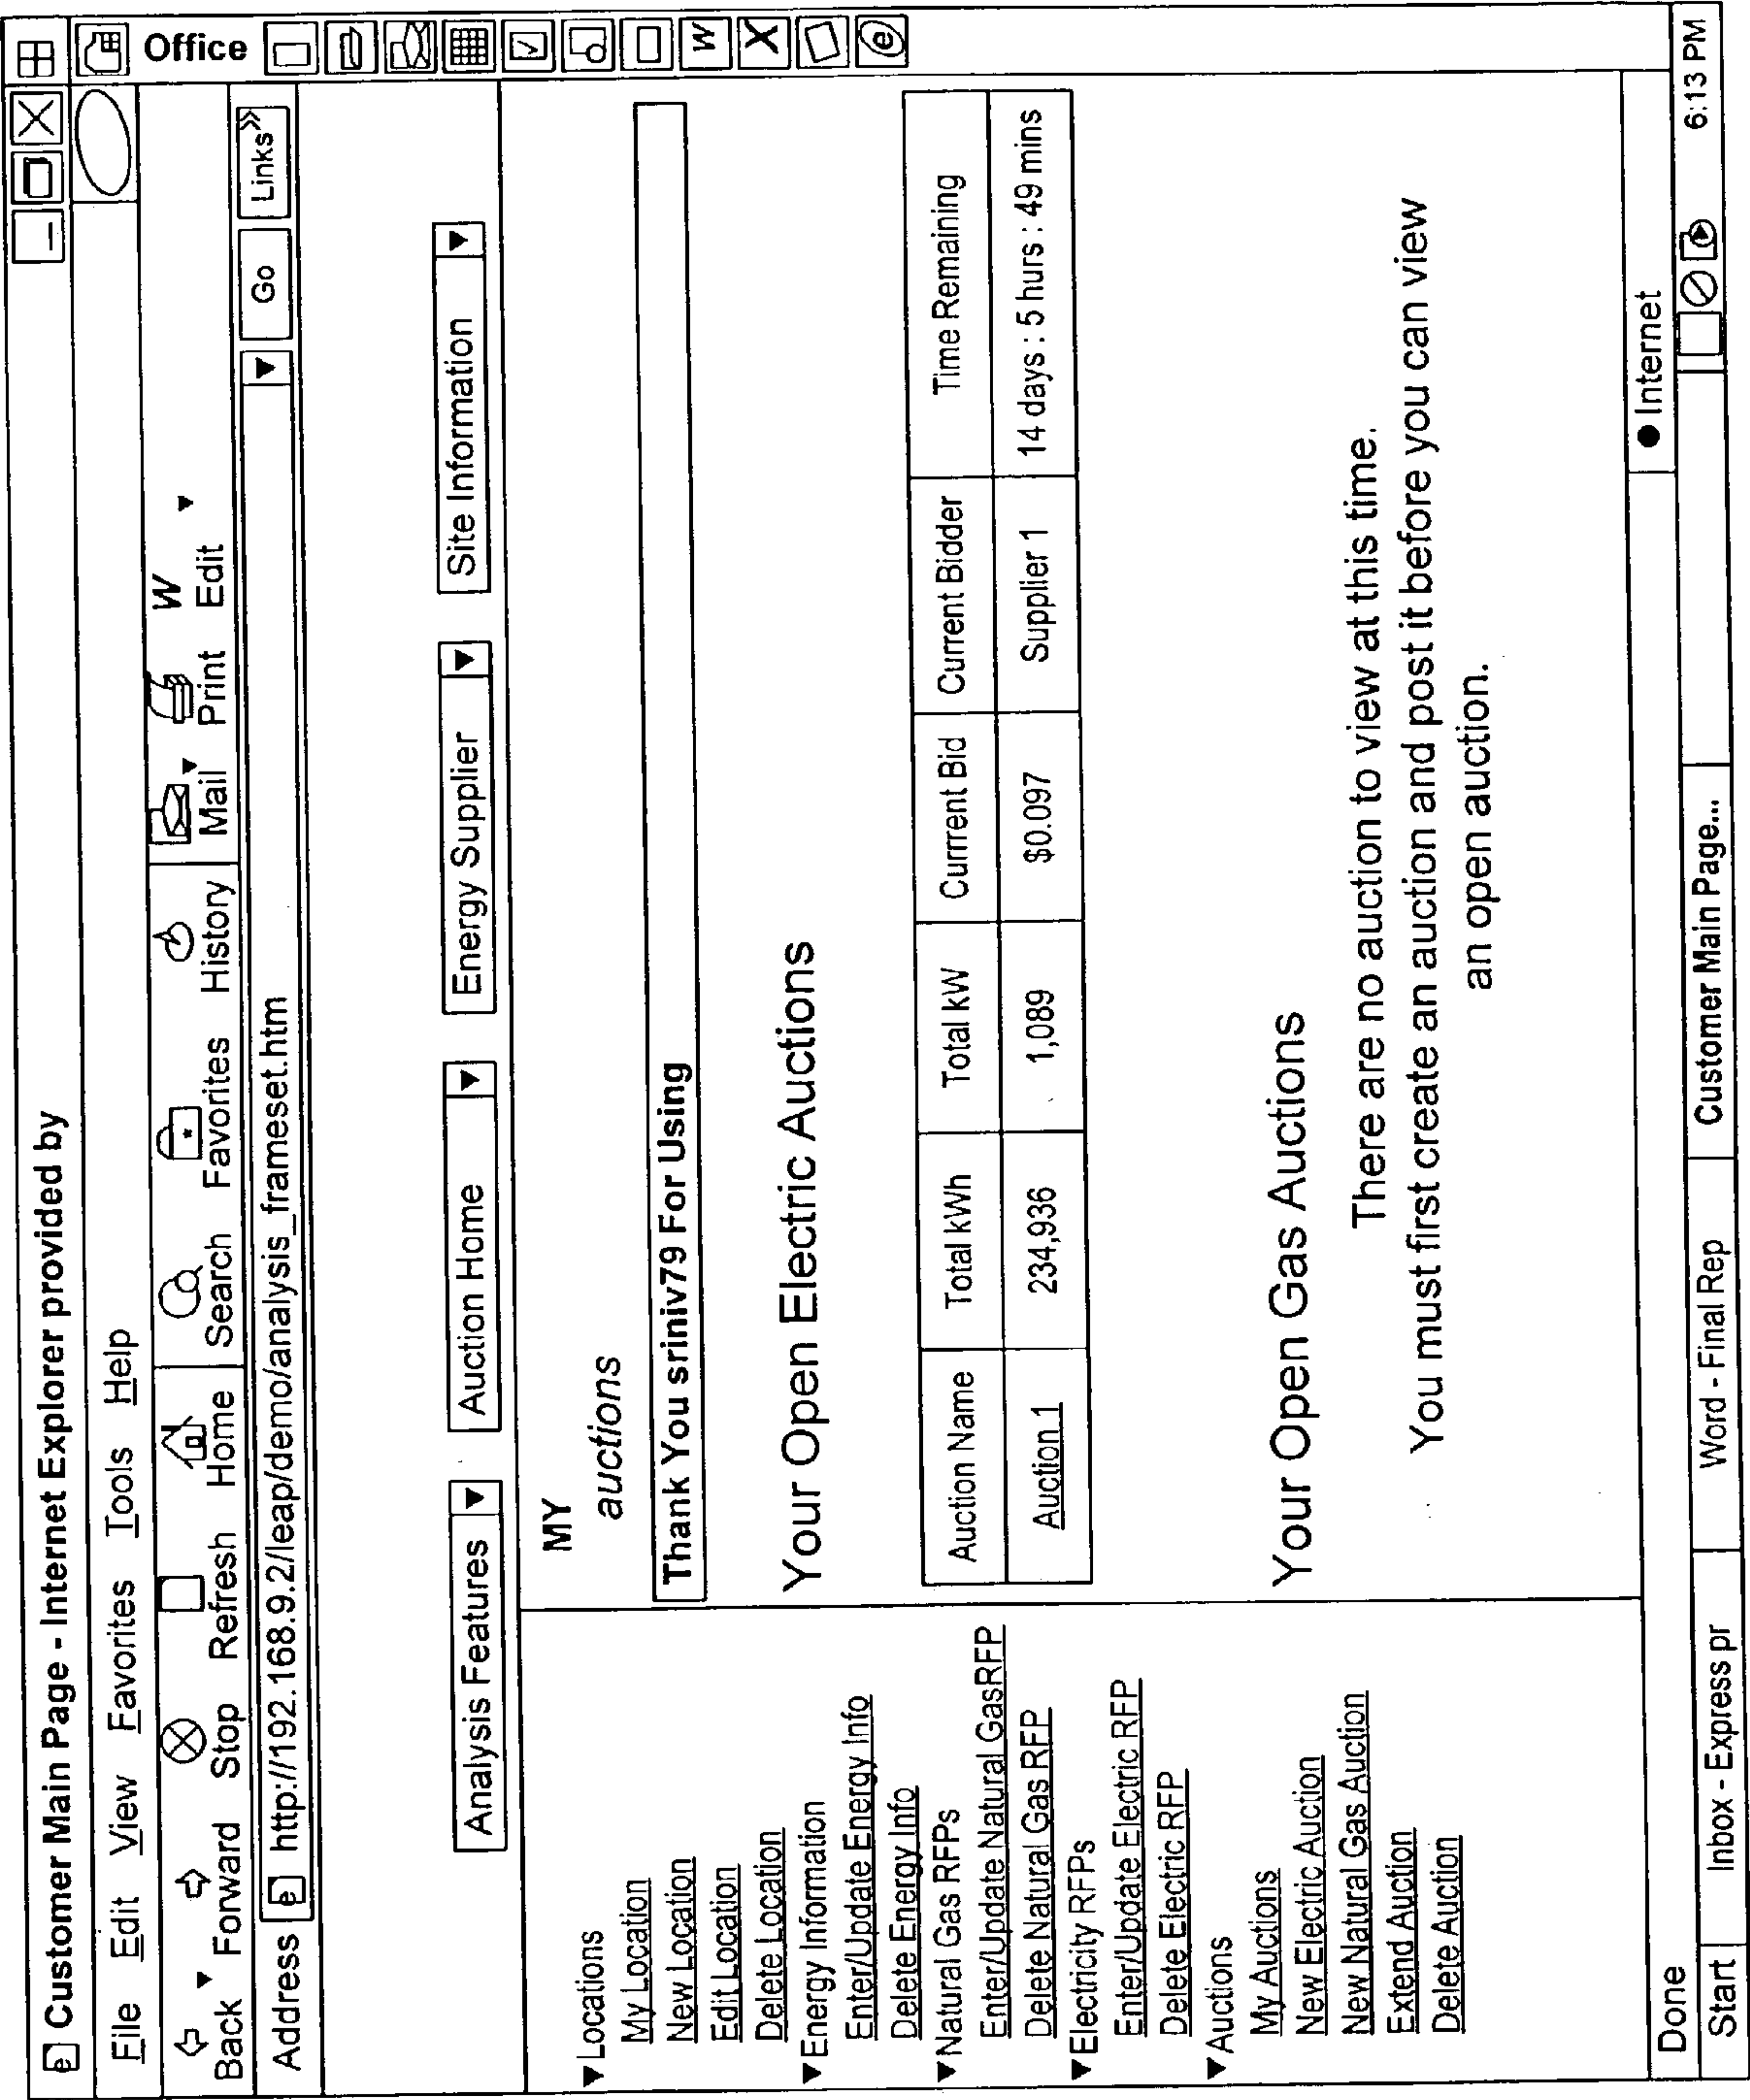 Customer Main Page - Internet Explorer provided by
Office
File Edit View Favorites Tools Help
Back Forward Stop Refresh Home Search Favorites History Mail Print Edit
Address http://192.168.9.2/leap/demo/analysis_frameset.htm Go Links»
Analysis Features Auction Home Energy Supplier Site Information
Locations
My Location
New Location
Edit Location
Delete Location
Energy Information
Enter/Update Energy Info
Delete Energy Info
Natural Gas RFPs
Enter/Update Natural GasRFP
Delete Natural Gas RFP
Electricity RFPs
Enter/Update Electric RFP
Delete Electric RFP
Auctions
My Auctions
New Electric Auction
New Natural Gas Auction
Extend Auction
Delete Auction
MY
auctions
Thank You sriniv79 For Using
Your Open Electric Auctions
Auction Name Total kWh Total kW Currrent Bid Current Bidder Time Remaining
Auction 1 234,936 1,089 $0.097 Supplier 1 14 days : 5 hurs : 49 mins
Your Open Gas Auctions
There are no auction to view at this time.
You must first create an auction and post it before you can view
an open auction.
Done Internet
Start Inbox - Express pr Word - Final Rep Customer Main Page... 6:13 PM